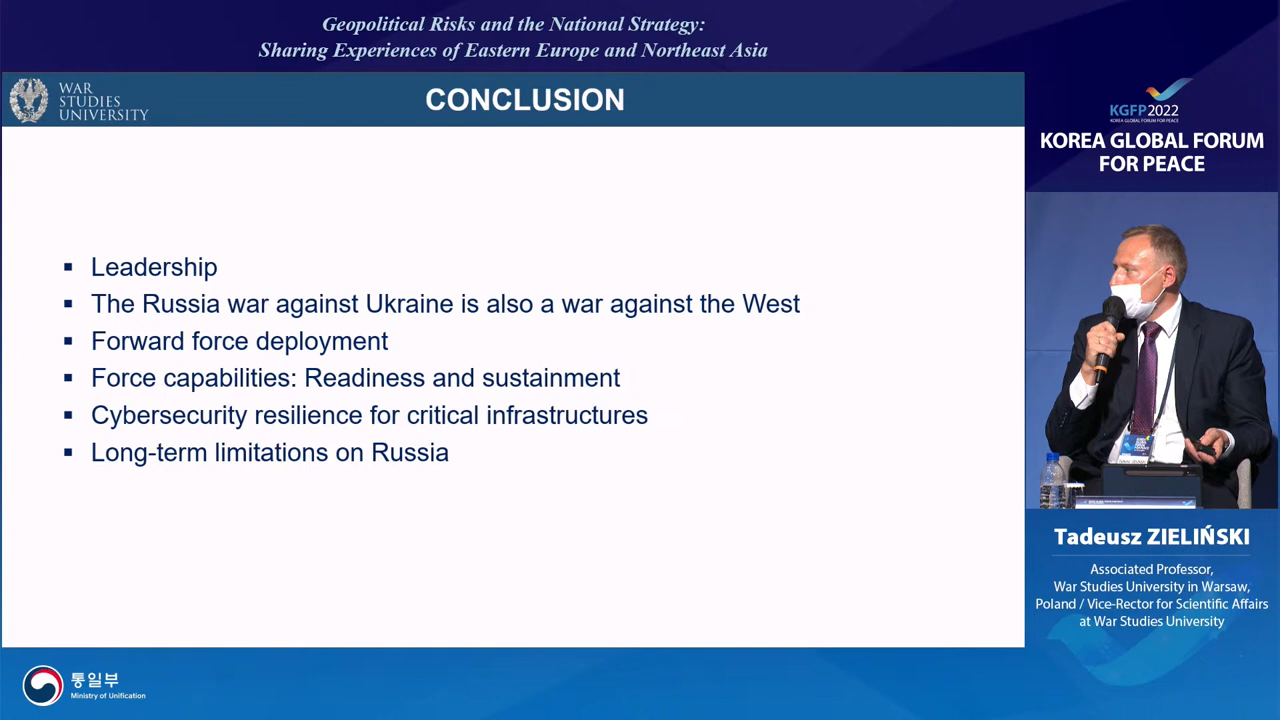 Geopolitical Risks and the National Strategy:
Sharing Experiences of Eastern Europe and Northeast Asia
WAR
STUDIES
UNIVERSITY
CONCLUSION
▪ Leadership
▪ The Russia war against Ukraine is also a war against the West
▪ Forward force deployment
▪ Force capabilities: Readiness and sustainment
▪ Cybersecurity resilience for critical infrastructures
▪ Long-term limitations on Russia
KGFP2022
KOREA GLOBAL FORUM FOR PEACE
KOREA GLOBAL FORUM
FOR PEACE
Tadeusz ZIELIŃSKI
Associated Professor,
War Studies University in Warsaw,
Poland / Vice-Rector for Scientific Affairs
at War Studies University
통일부
Ministry of Unification